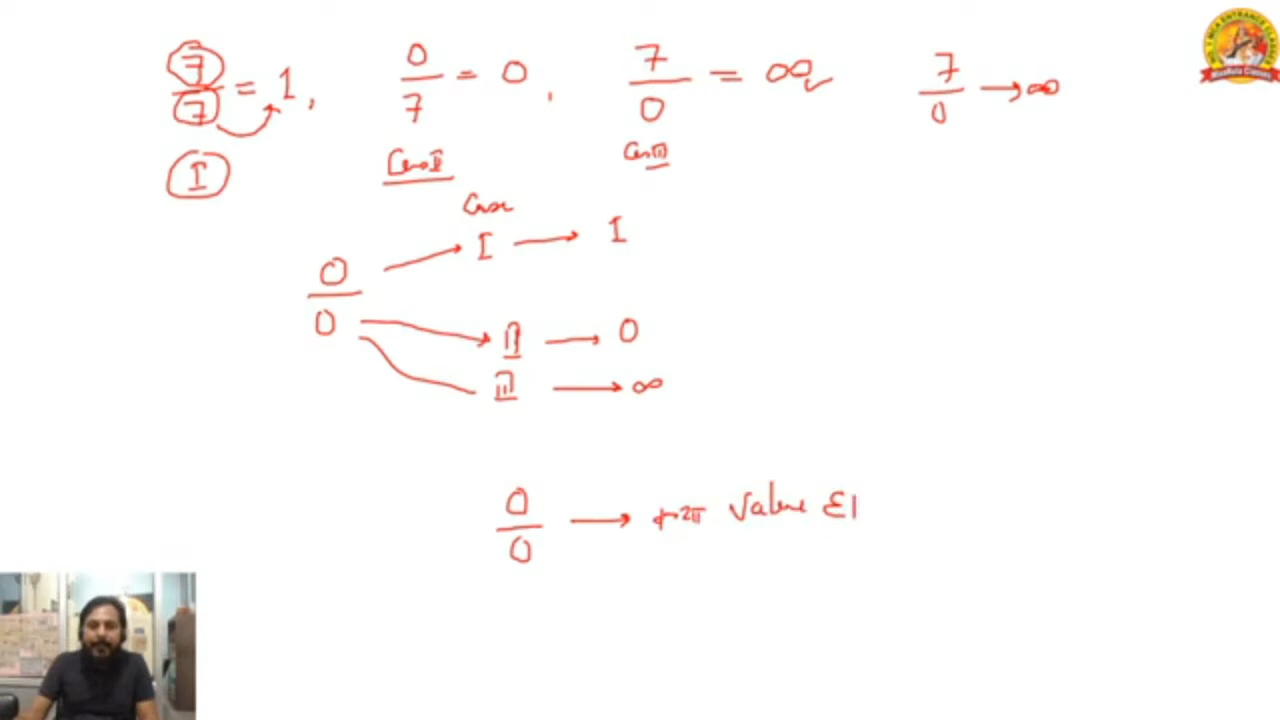 7/7 = 1, 0/7 = 0, 7/0 = ∞ 7/0 → ∞
I Case II Case III
Case
0/0 I → I
II → 0
III → ∞
0/0 → Value